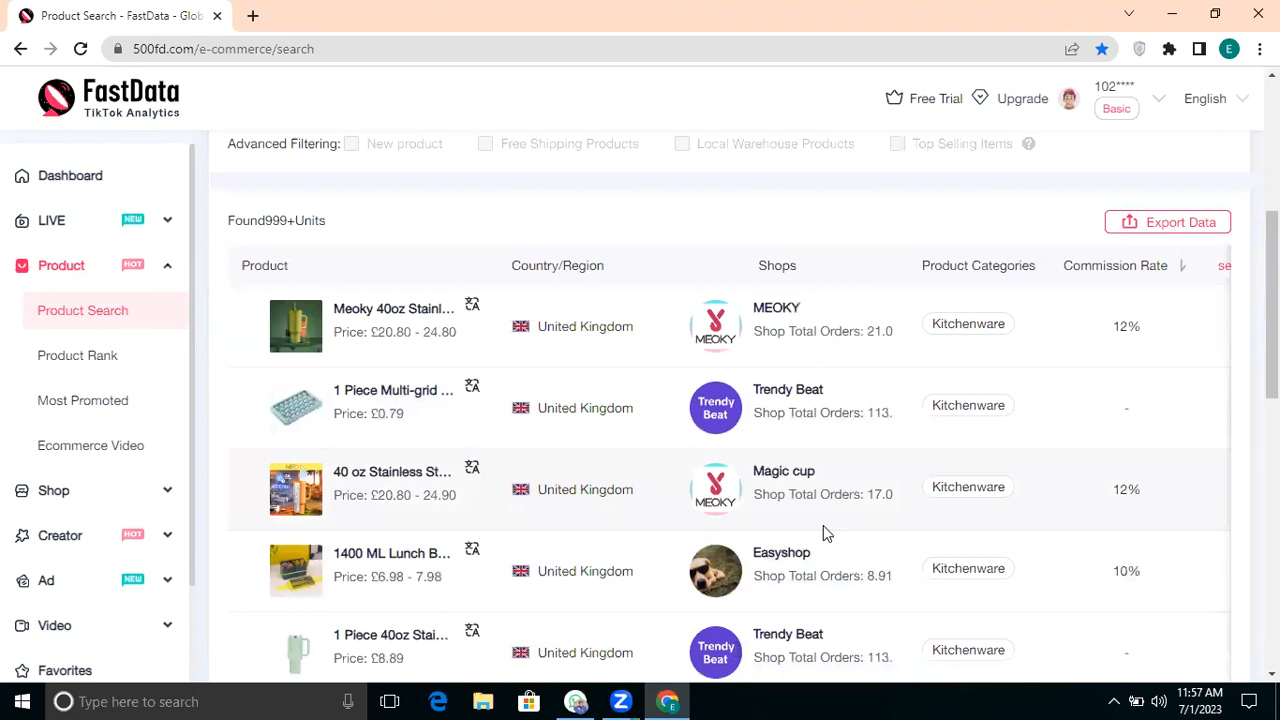 Product Search - FastData - Glob
500fd.com/e-commerce/search
E
FastData
TikTok Analytics
Free Trial
Upgrade
102****
Basic
English
Dashboard
LIVE NEW
Product HOT
Product Search
Product Rank
Most Promoted
Ecommerce Video
Shop
Creator HOT
Ad NEW
Video
Favorites
Advanced Filtering: New product Free Shipping Products Local Warehouse Products Top Selling Items ?
Found999+Units
Export Data
Product Country/Region Shops Product Categories Commission Rate se
Meoky 40oz Stainl...
Price: £20.80 - 24.80
United Kingdom
MEOKY
MEOKY
Shop Total Orders: 21.0
Kitchenware
12%
1 Piece Multi-grid ...
Price: £0.79
United Kingdom
Trendy Beat
Trendy Beat
Shop Total Orders: 113.
Kitchenware
-
40 oz Stainless St...
Price: £20.80 - 24.90
United Kingdom
MEOKY
Magic cup
Shop Total Orders: 17.0
Kitchenware
12%
1400 ML Lunch B...
Price: £6.98 - 7.98
United Kingdom
Easyshop
Shop Total Orders: 8.91
Kitchenware
10%
1 Piece 40oz Stai...
Price: £8.89
United Kingdom
Trendy Beat
Trendy Beat
Shop Total Orders: 113.
Kitchenware
-
Type here to search
11:57 AM
7/1/2023